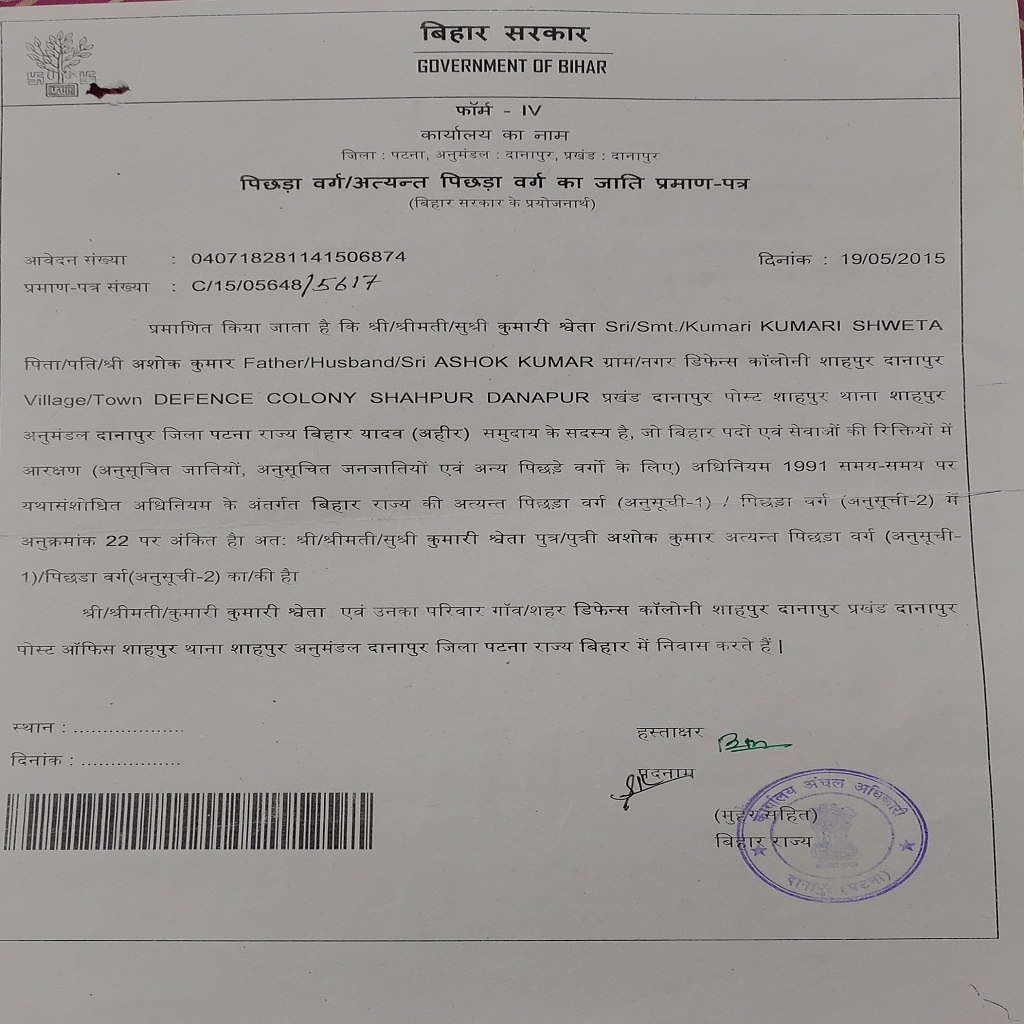 बिहार सरकार
GOVERNMENT OF BIHAR
फॉर्म - IV
कार्यालय का नाम
जिला : पटना, अनुमंडल : दानापुर, प्रखंड : दानापुर
पिछड़ा वर्ग/अत्यन्त पिछड़ा वर्ग का जाति प्रमाण-पत्र
(बिहार सरकार के प्रयोजनार्थ)
आवेदन संख्या : 040718281141506874 दिनांक : 19/05/2015
प्रमाण-पत्र संख्या : C/15/05648/5617
प्रमाणित किया जाता है कि श्री/श्रीमती/सुश्री कुमारी श्वेता Sri/Smt./Kumari KUMARI SHWETA
पिता/पति/श्री अशोक कुमार Father/Husband/Sri ASHOK KUMAR ग्राम/नगर डिफेन्स कॉलोनी शाहपुर दानापुर
Village/Town DEFENCE COLONY SHAHPUR DANAPUR प्रखंड दानापुर पोस्ट शाहपुर थाना शाहपुर
अनुमंडल दानापुर जिला पटना राज्य बिहार यादव (अहीर) समुदाय के सदस्य है, जो बिहार पदों एवं सेवाओं की रिक्तियों में
आरक्षण (अनुसूचित जातियों, अनुसूचित जनजातियों एवं अन्य पिछड़े वर्गो के लिए) अधिनियम 1991 समय-समय पर
यथासंशोधित अधिनियम के अंतर्गत बिहार राज्य की अत्यन्त पिछड़ा वर्ग (अनुसूची-1) / पिछड़ा वर्ग (अनुसूची-2) में
अनुक्रमांक 22 पर अंकित है। अत: श्री/श्रीमती/सुश्री कुमारी श्वेता पुत्र/पुत्री अशोक कुमार अत्यन्त पिछड़ा वर्ग (अनुसूची-
1)/पिछडा वर्ग(अनुसूची-2) का/की है।
श्री/श्रीमती/कुमारी कुमारी श्वेता एवं उनका परिवार गॉव/शहर डिफेन्स कॉलोनी शाहपुर दानापुर प्रखंड दानापुर
पोस्ट ऑफिस शाहपुर थाना शाहपुर अनुमंडल दानापुर जिला पटना राज्य बिहार में निवास करते हैं |
स्थान : ...................
दिनांक : .................
हस्ताक्षर
पदनाम
(मुहर सहित)
बिहार राज्य
कार्यालय अंचल अधिकारी
दानापुर (पटना)